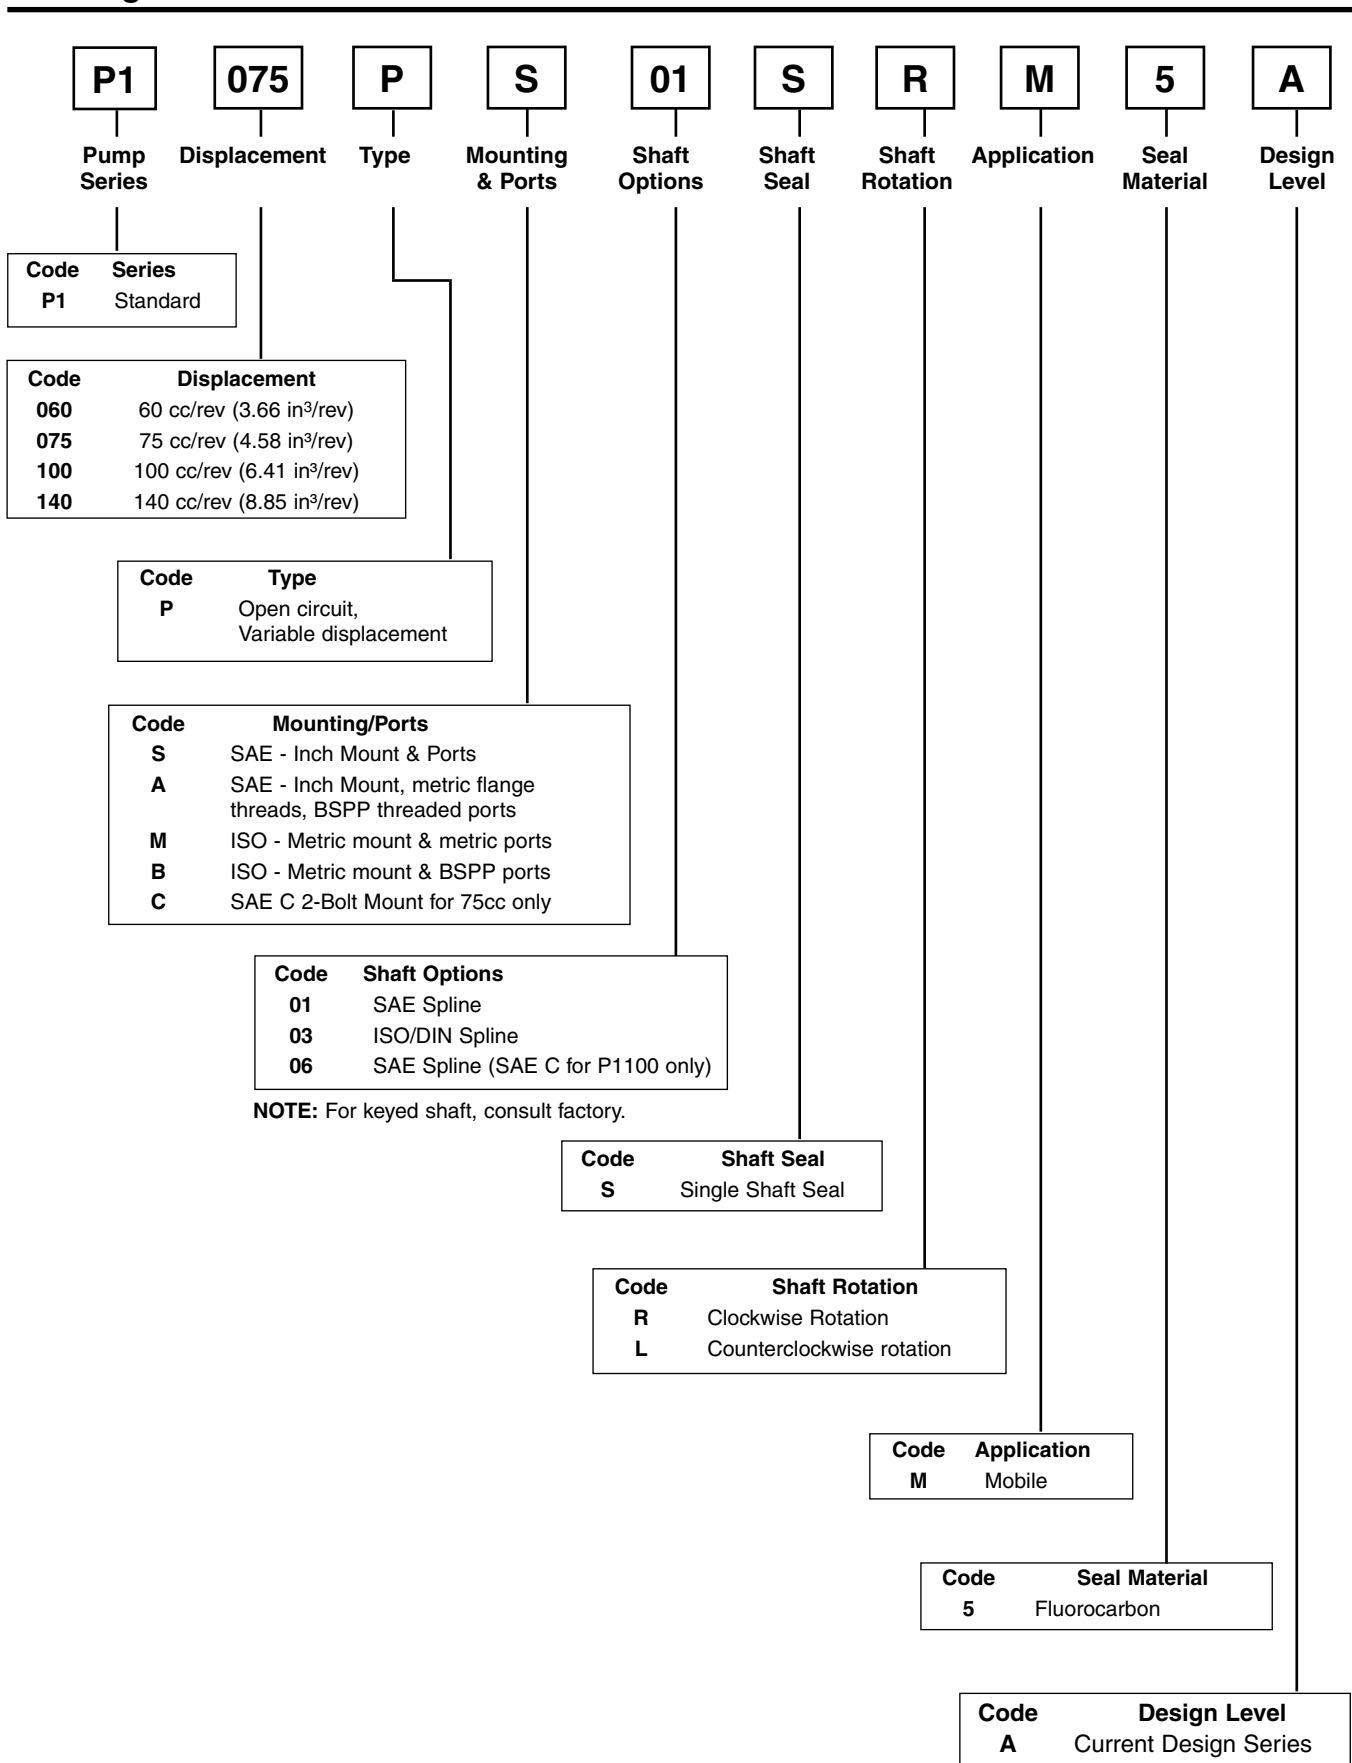 P1 075 P S 01 S R M 5 A
Pump Series
Displacement
Type
Mounting & Ports
Shaft Options
Shaft Seal
Shaft Rotation
Application
Seal Material
Design Level
Code Series
P1 Standard
Code Displacement
060 60 cc/rev (3.66 in³/rev)
075 75 cc/rev (4.58 in³/rev)
100 100 cc/rev (6.41 in³/rev)
140 140 cc/rev (8.85 in³/rev)
Code Type
P Open circuit,
Variable displacement
Code Mounting/Ports
S SAE - Inch Mount & Ports
A SAE - Inch Mount, metric flange
threads, BSPP threaded ports
M ISO - Metric mount & metric ports
B ISO - Metric mount & BSPP ports
C SAE C 2-Bolt Mount for 75cc only
Code Shaft Options
01 SAE Spline
03 ISO/DIN Spline
06 SAE Spline (SAE C for P1100 only)
NOTE: For keyed shaft, consult factory.
Code Shaft Seal
S Single Shaft Seal
Code Shaft Rotation
R Clockwise Rotation
L Counterclockwise rotation
Code Application
M Mobile
Code Seal Material
5 Fluorocarbon
Code Design Level
A Current Design Series